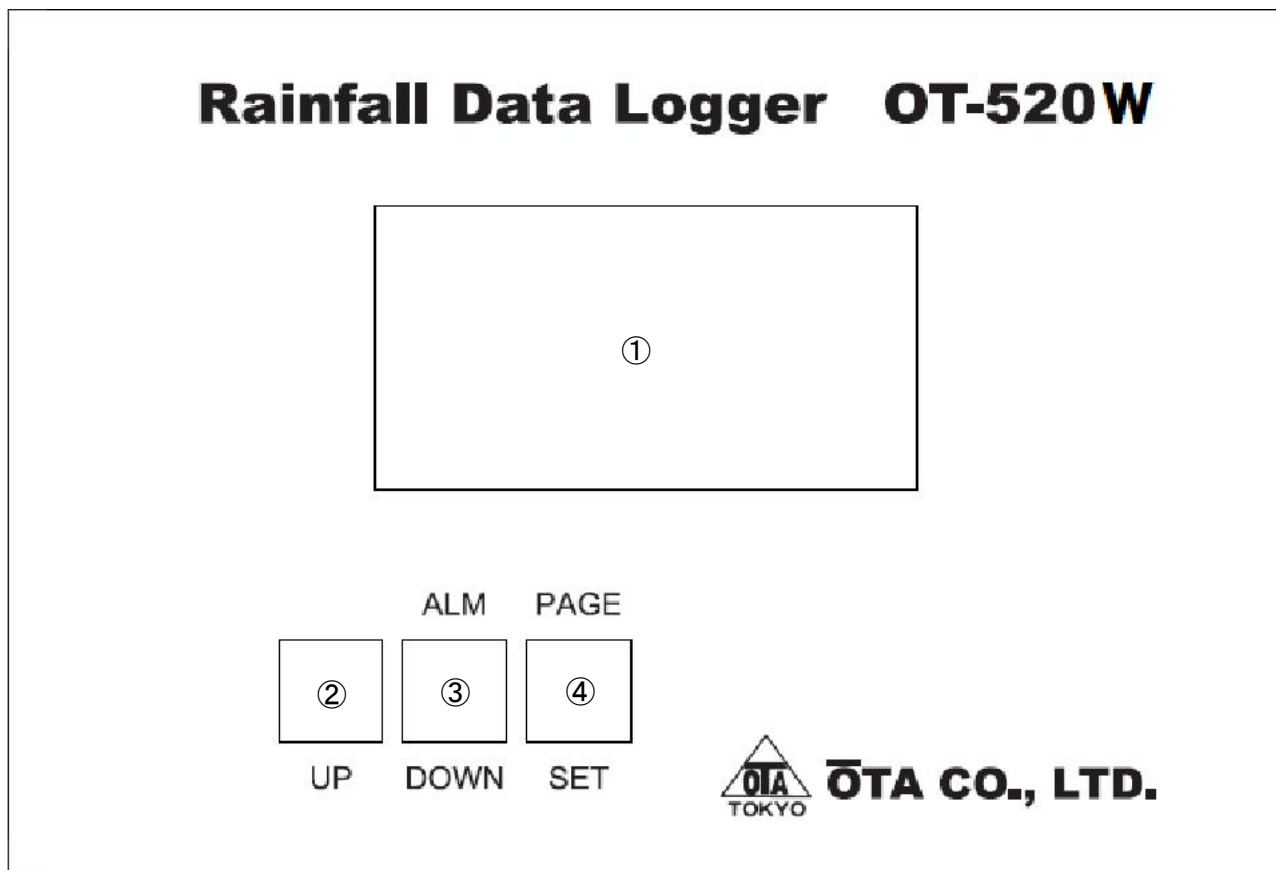 Rainfall Data Logger OT-520W
①
ALM PAGE
② ③ ④
UP DOWN SET
OTA TOKYO ŌTA CO., LTD.